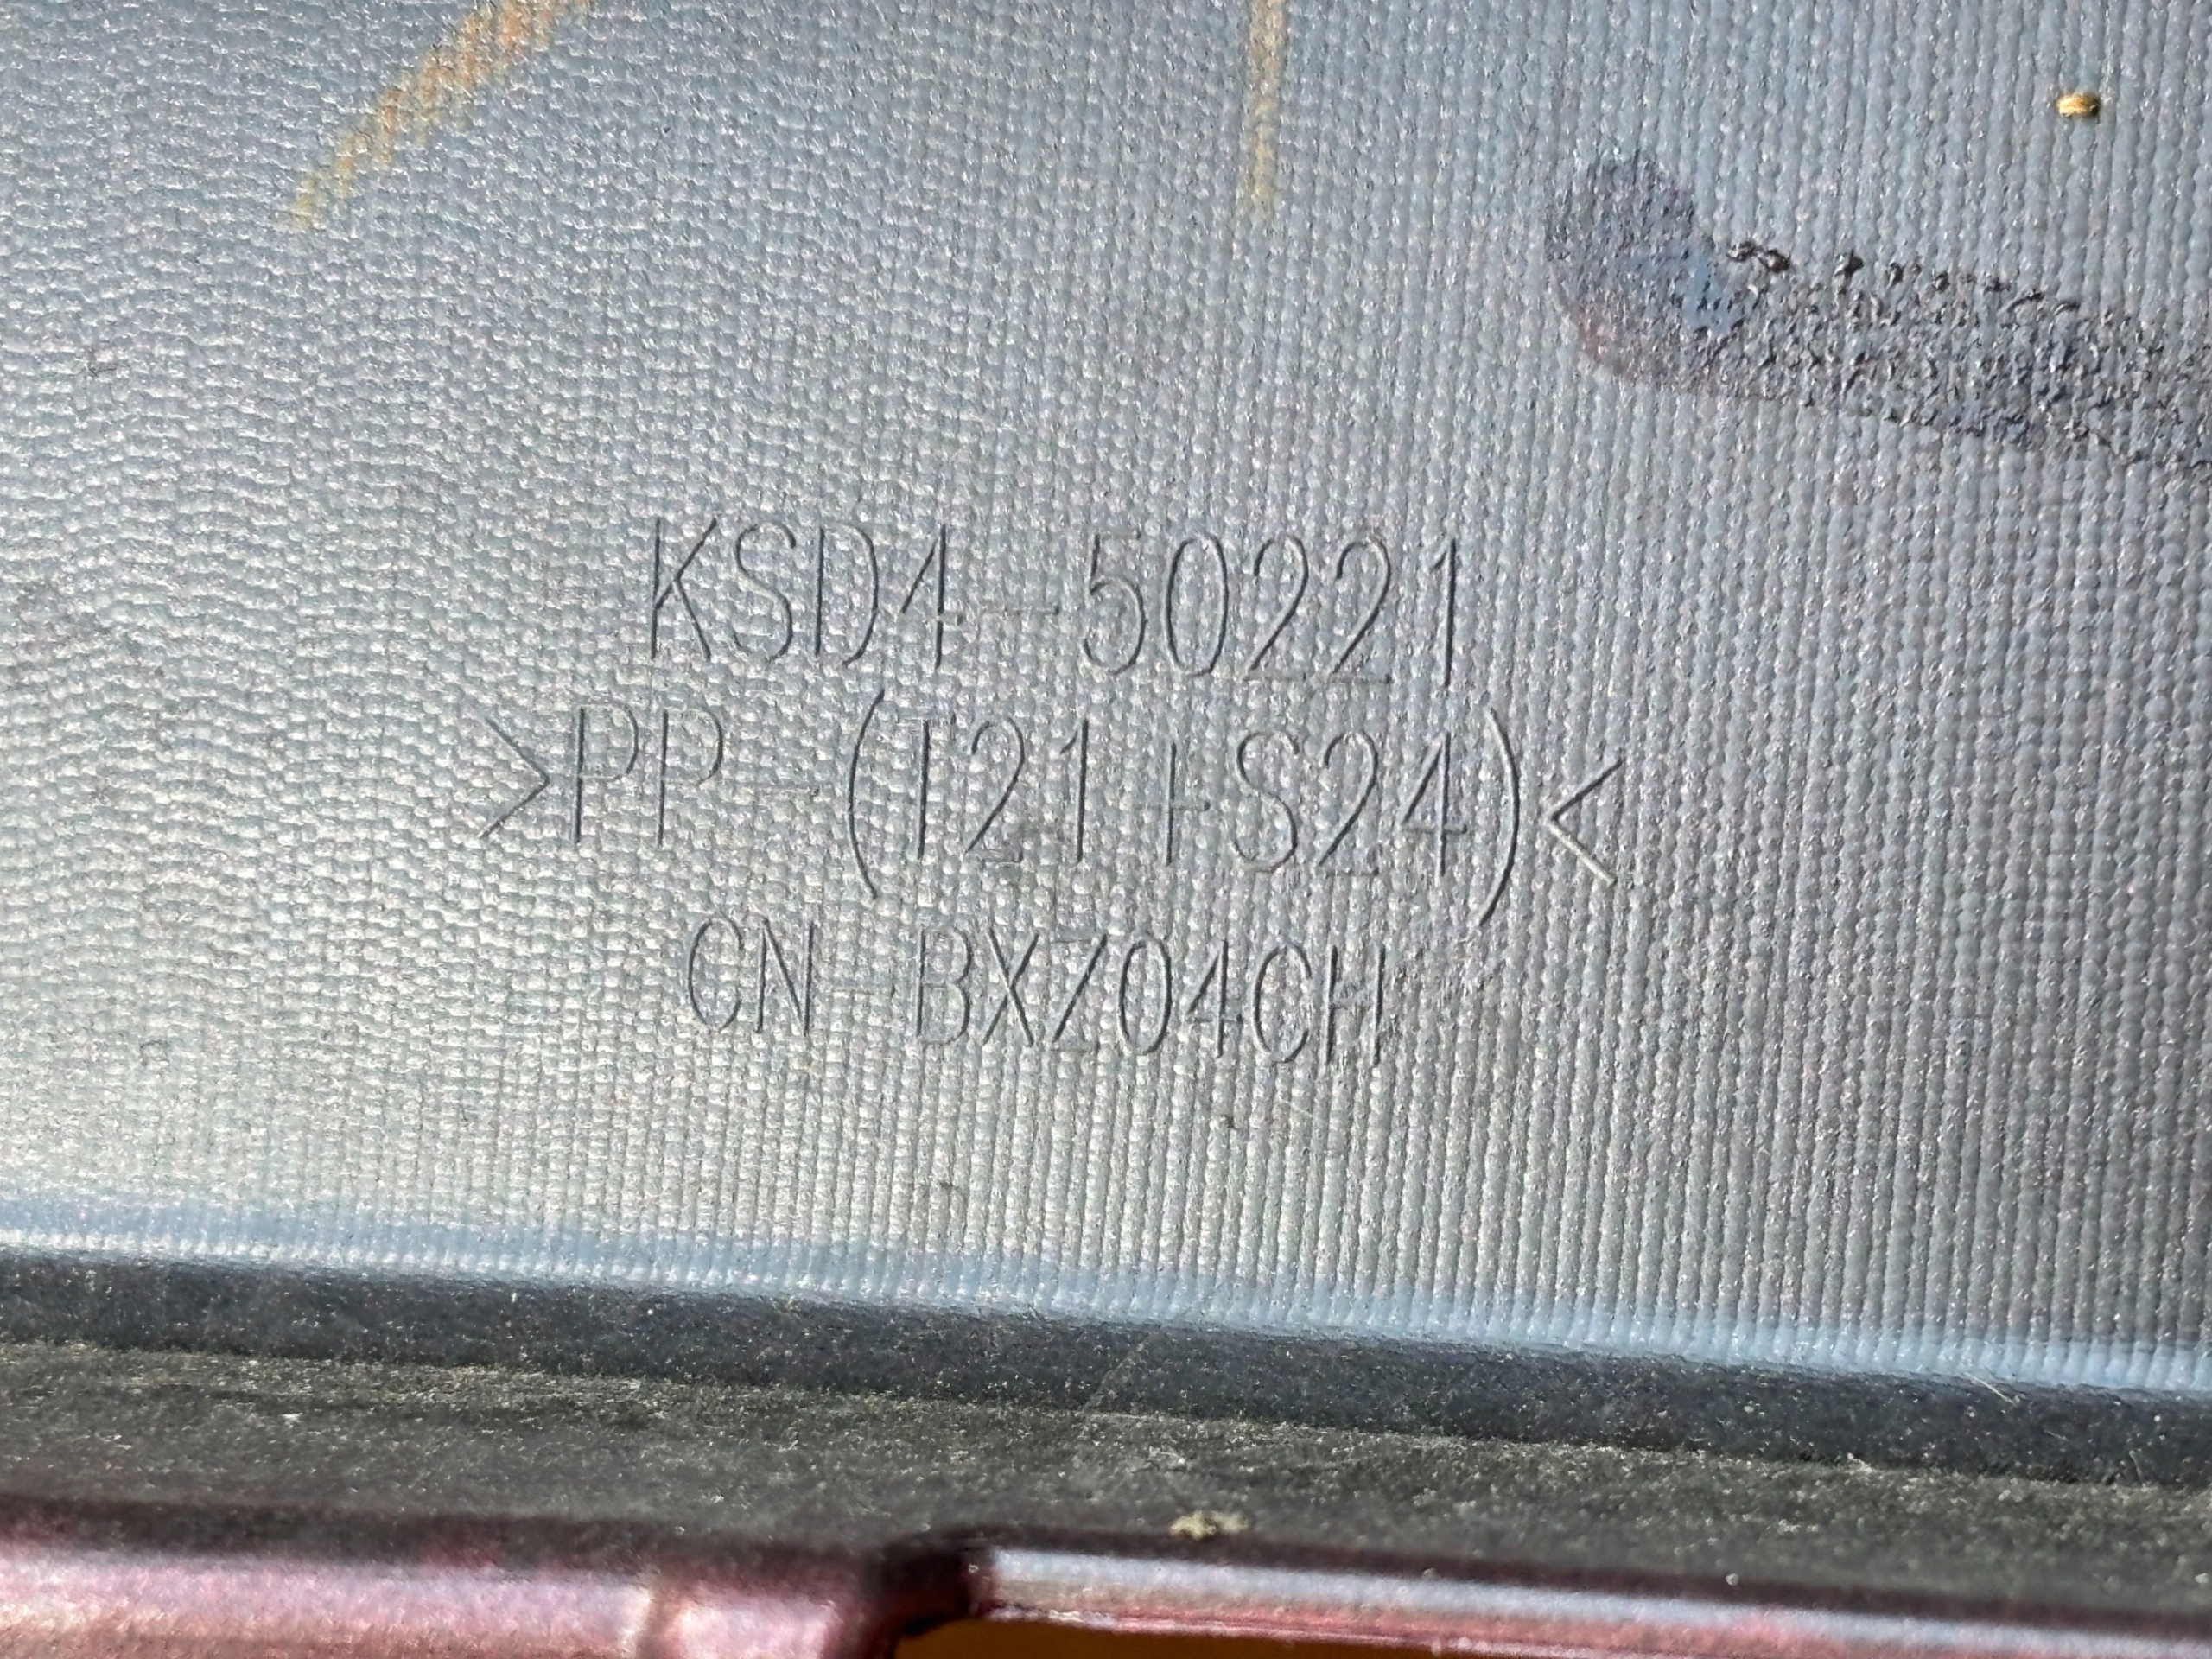 KSD4-50221
>PP-(T21+S24)<
CN-BXZ04CH